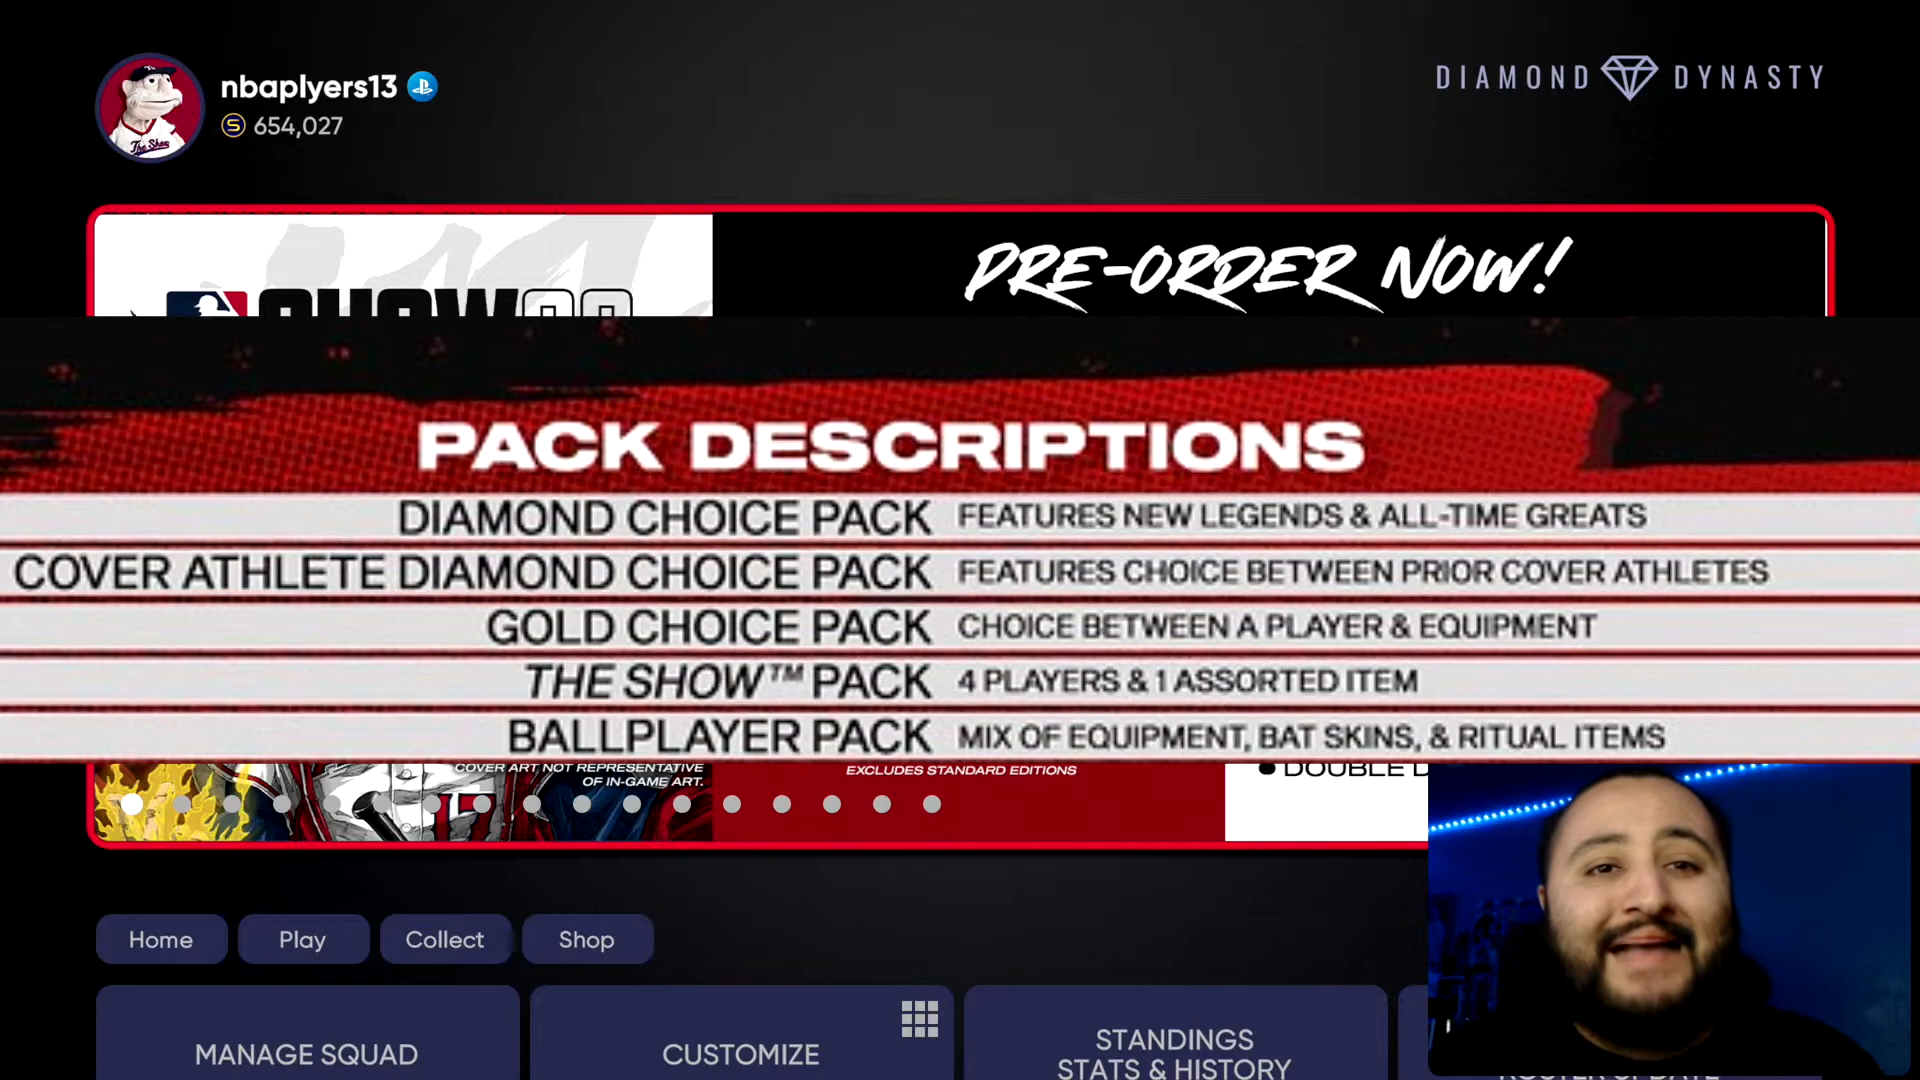 nbaplyers13
654,027
DIAMOND DYNASTY
PRE-ORDER NOW!
PACK DESCRIPTIONS
DIAMOND CHOICE PACK FEATURES NEW LEGENDS & ALL-TIME GREATS
COVER ATHLETE DIAMOND CHOICE PACK FEATURES CHOICE BETWEEN PRIOR COVER ATHLETES
GOLD CHOICE PACK CHOICE BETWEEN A PLAYER & EQUIPMENT
THE SHOW™ PACK 4 PLAYERS & 1 ASSORTED ITEM
BALLPLAYER PACK MIX OF EQUIPMENT, BAT SKINS, & RITUAL ITEMS
COVER ART NOT REPRESENTATIVE
OF IN-GAME ART.
EXCLUDES STANDARD EDITIONS
• DOUBLE D
17
Home
Play
Collect
Shop
MANAGE SQUAD
CUSTOMIZE
STANDINGS
STATS & HISTORY